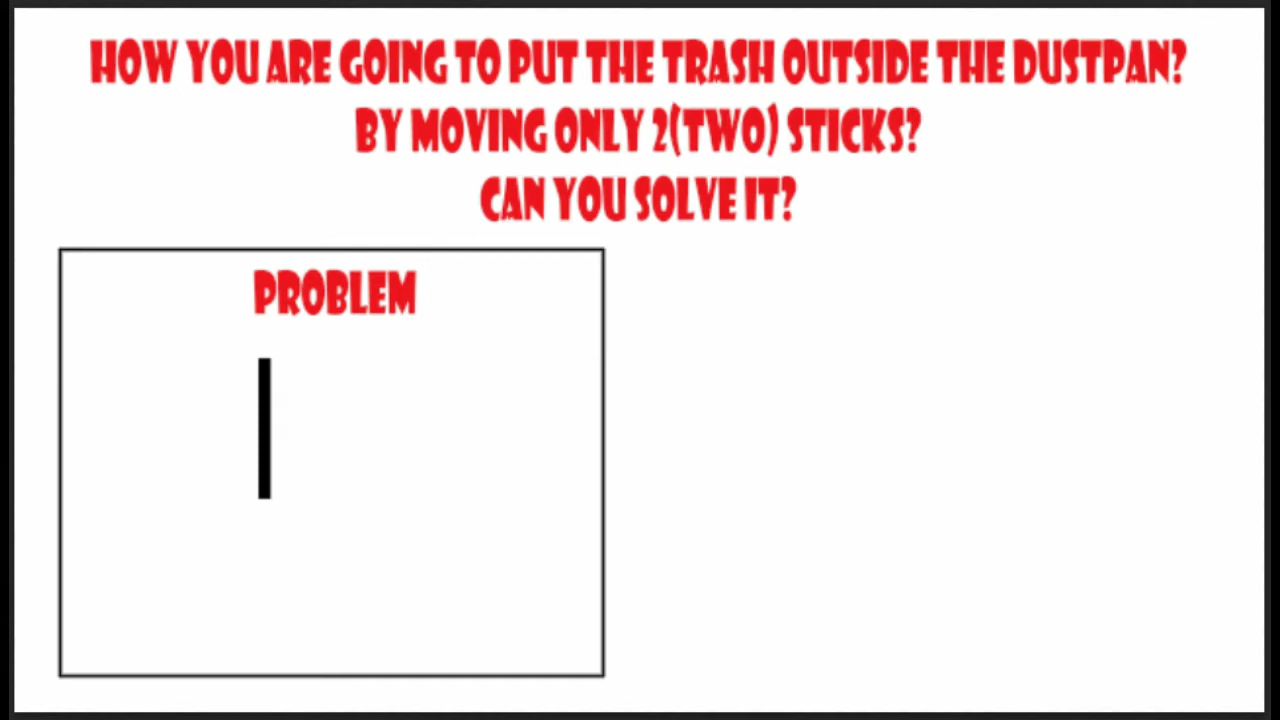 HOW YOU ARE GOING TO PUT THE TRASH OUTSIDE THE DUSTPAN?
BY MOVING ONLY 2(TWO) STICKS?
CAN YOU SOLVE IT?
PROBLEM